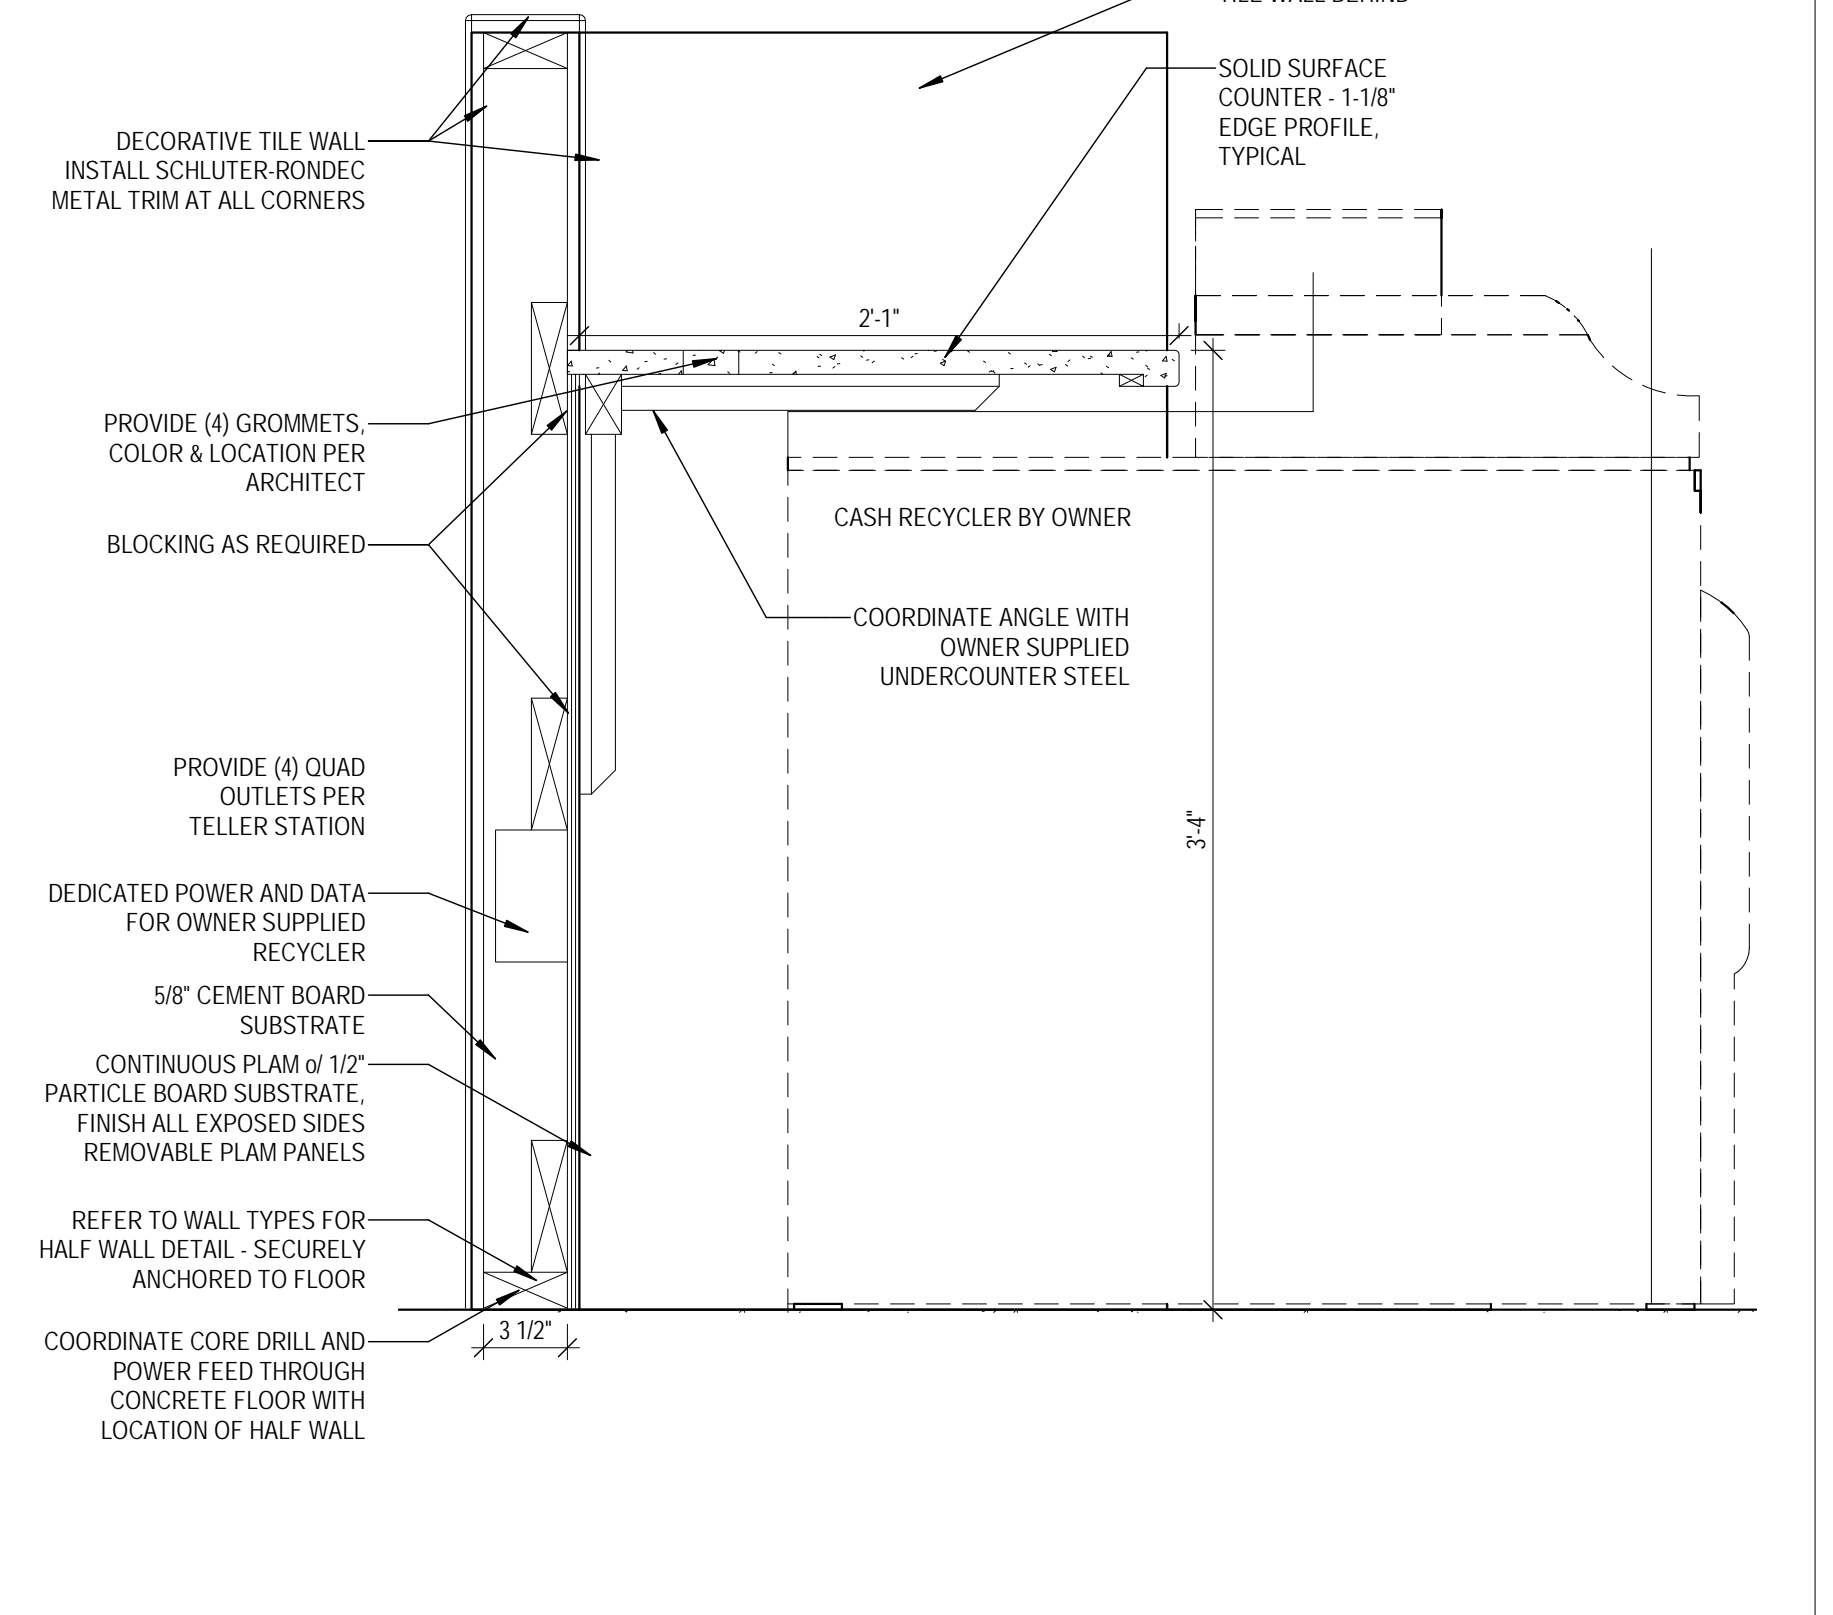 TILE WALL BEHIND
SOLID SURFACE
COUNTER - 1-1/8"
EDGE PROFILE,
TYPICAL
DECORATIVE TILE WALL
INSTALL SCHLUTER-RONDEC
METAL TRIM AT ALL CORNERS
2'-1"
PROVIDE (4) GROMMETS,
COLOR & LOCATION PER
ARCHITECT
CASH RECYCLER BY OWNER
BLOCKING AS REQUIRED
COORDINATE ANGLE WITH
OWNER SUPPLIED
UNDERCOUNTER STEEL
PROVIDE (4) QUAD
OUTLETS PER
TELLER STATION
3'-4"
DEDICATED POWER AND DATA
FOR OWNER SUPPLIED
RECYCLER
5/8" CEMENT BOARD
SUBSTRATE
CONTINUOUS PLAM o/ 1/2"
PARTICLE BOARD SUBSTRATE,
FINISH ALL EXPOSED SIDES
REMOVABLE PLAM PANELS
REFER TO WALL TYPES FOR
HALF WALL DETAIL - SECURELY
ANCHORED TO FLOOR
3 1/2"
COORDINATE CORE DRILL AND
POWER FEED THROUGH
CONCRETE FLOOR WITH
LOCATION OF HALF WALL